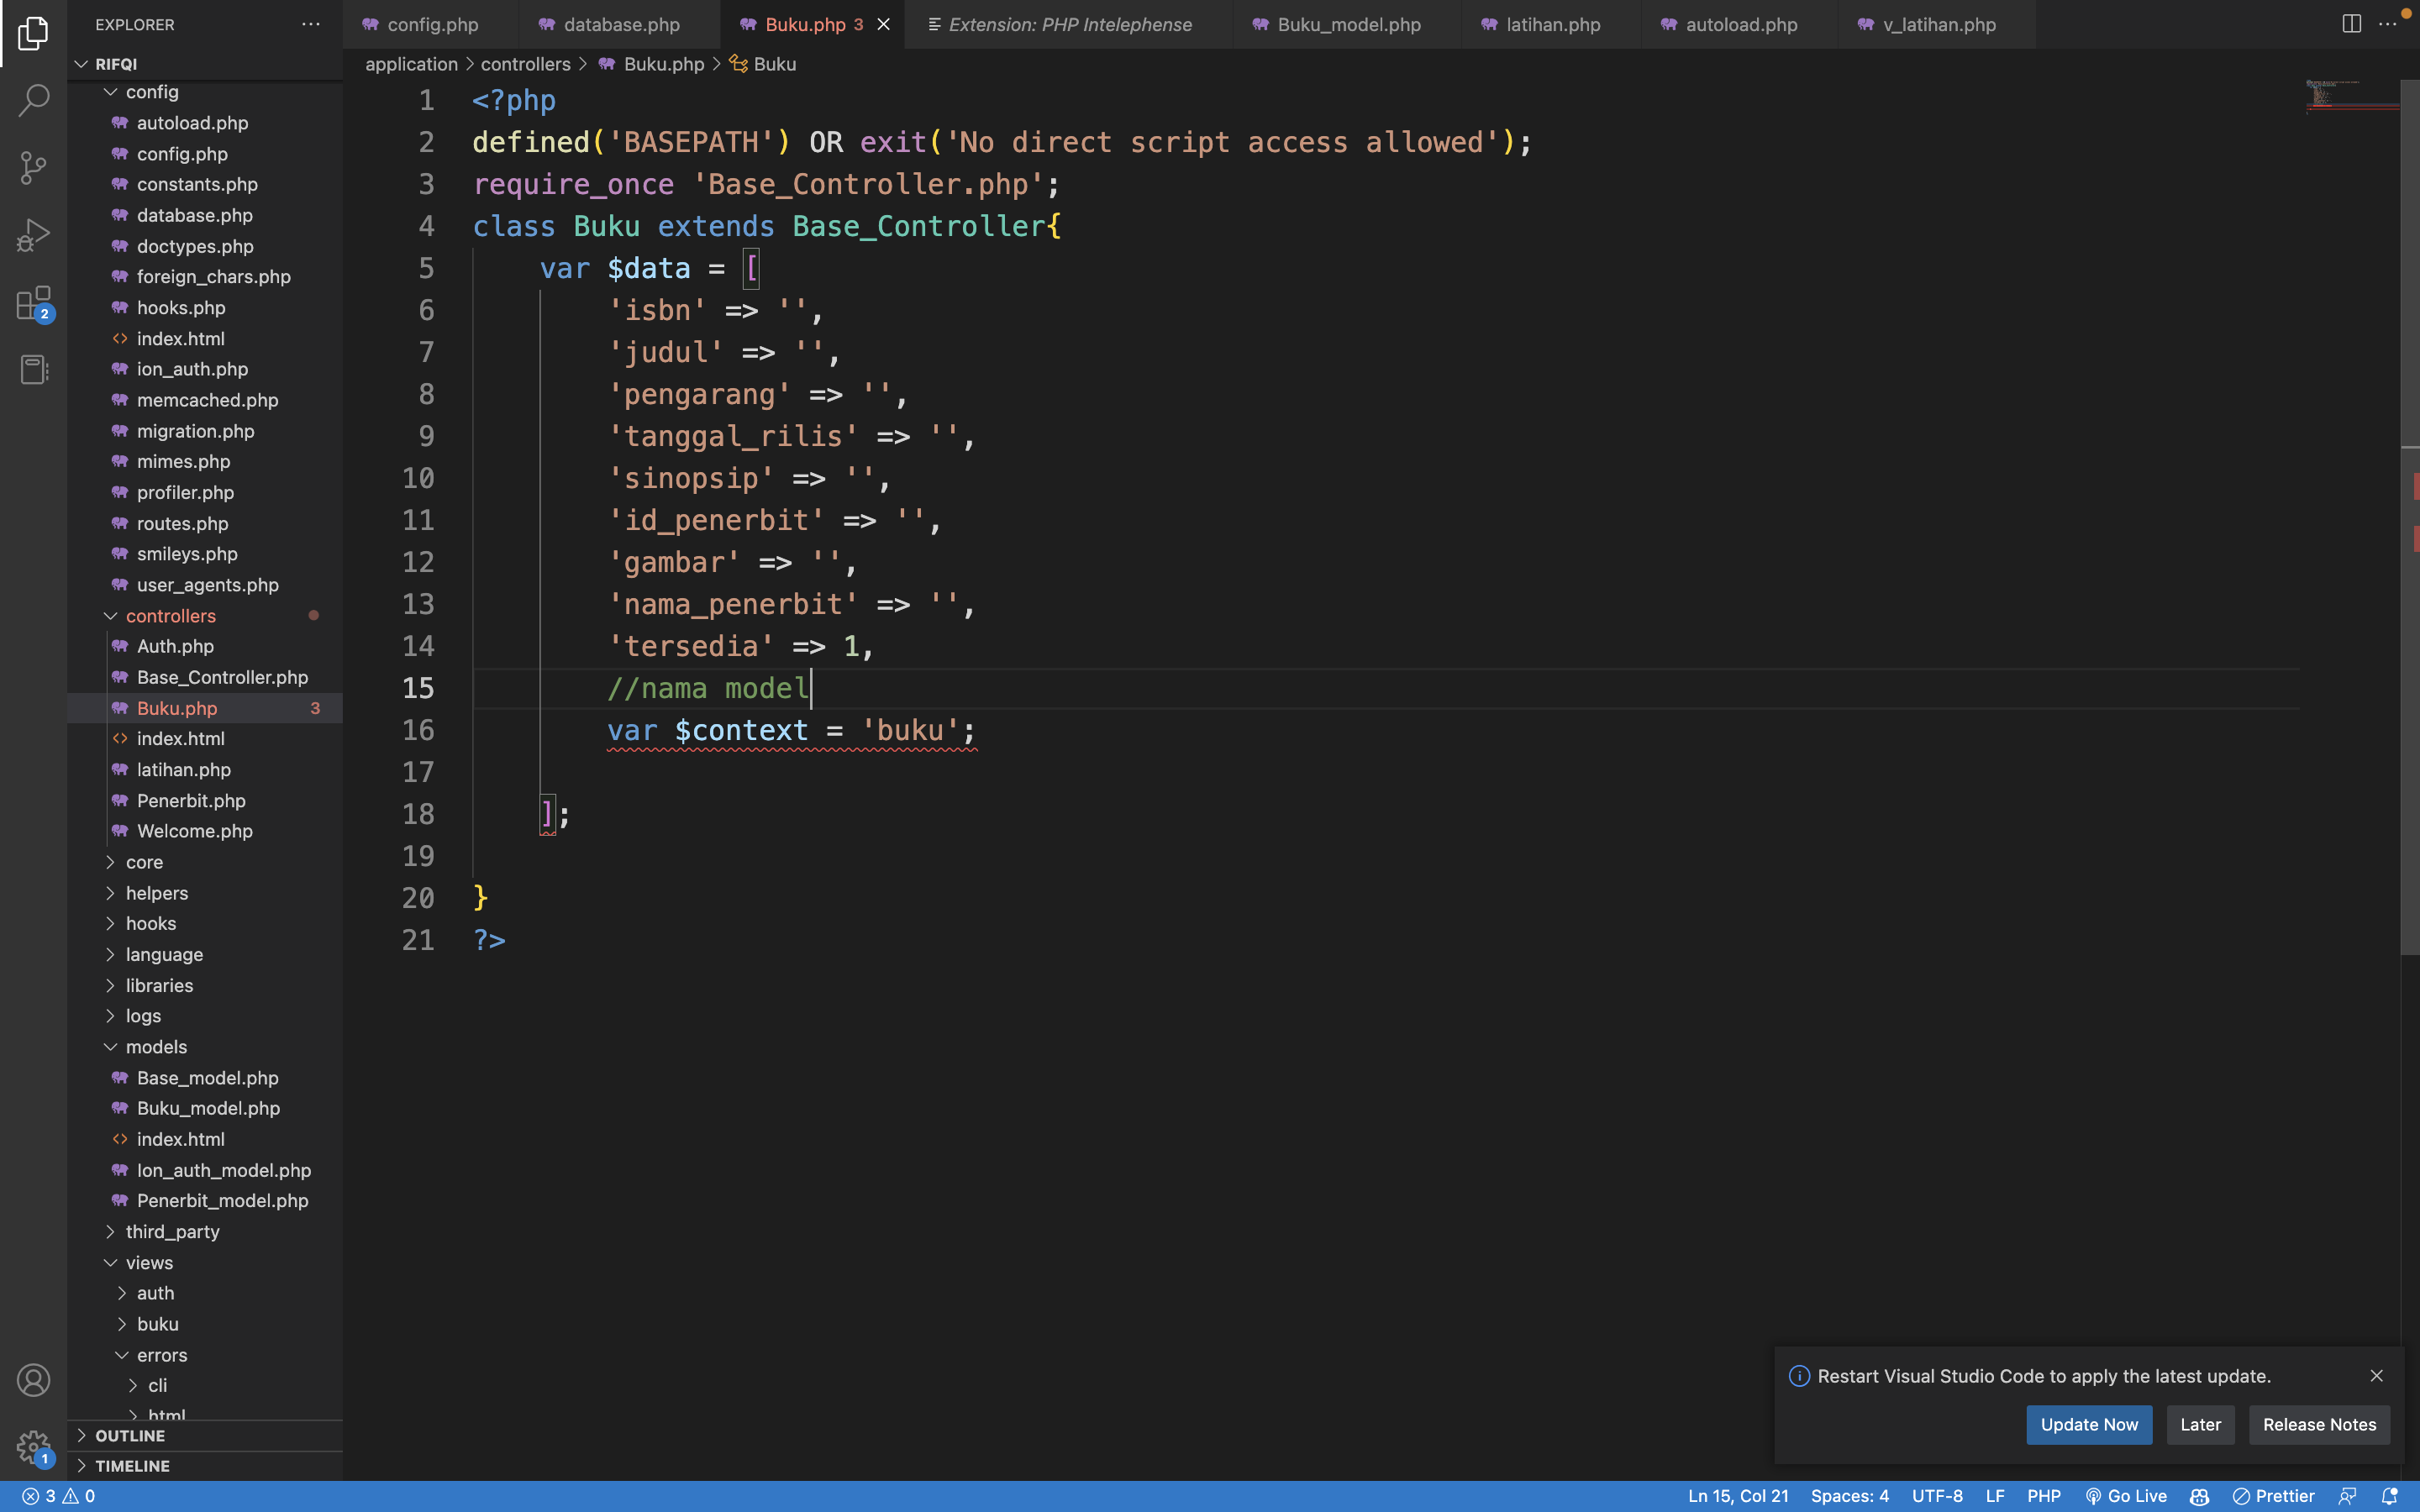 EXPLORER
RIFQI
config
autoload.php
config.php
constants.php
database.php
doctypes.php
foreign_chars.php
hooks.php
index.html
ion_auth.php
memcached.php
migration.php
mimes.php
profiler.php
routes.php
smileys.php
user_agents.php
controllers
Auth.php
Base_Controller.php
Buku.php 3
index.html
latihan.php
Penerbit.php
Welcome.php
core
helpers
hooks
language
libraries
logs
models
Base_model.php
Buku_model.php
index.html
Ion_auth_model.php
Penerbit_model.php
third_party
views
auth
buku
errors
cli
html
OUTLINE
TIMELINE
2
1
config.php database.php Buku.php 3 Extension: PHP Intelephense Buku_model.php latihan.php autoload.php v_latihan.php
application > controllers > Buku.php > Buku
1 <?php
2 defined('BASEPATH') OR exit('No direct script access allowed');
3 require_once 'Base_Controller.php';
4 class Buku extends Base_Controller{
5 var $data = [
6 'isbn' => '',
7 'judul' => '',
8 'pengarang' => '',
9 'tanggal_rilis' => '',
10 'sinopsip' => '',
11 'id_penerbit' => '',
12 'gambar' => '',
13 'nama_penerbit' => '',
14 'tersedia' => 1,
15 //nama model
16 var $context = 'buku';
17
18 ];
19
20 }
21 ?>
Restart Visual Studio Code to apply the latest update.
Update Now Later Release Notes
3 0 Ln 15, Col 21 Spaces: 4 UTF-8 LF PHP Go Live Prettier